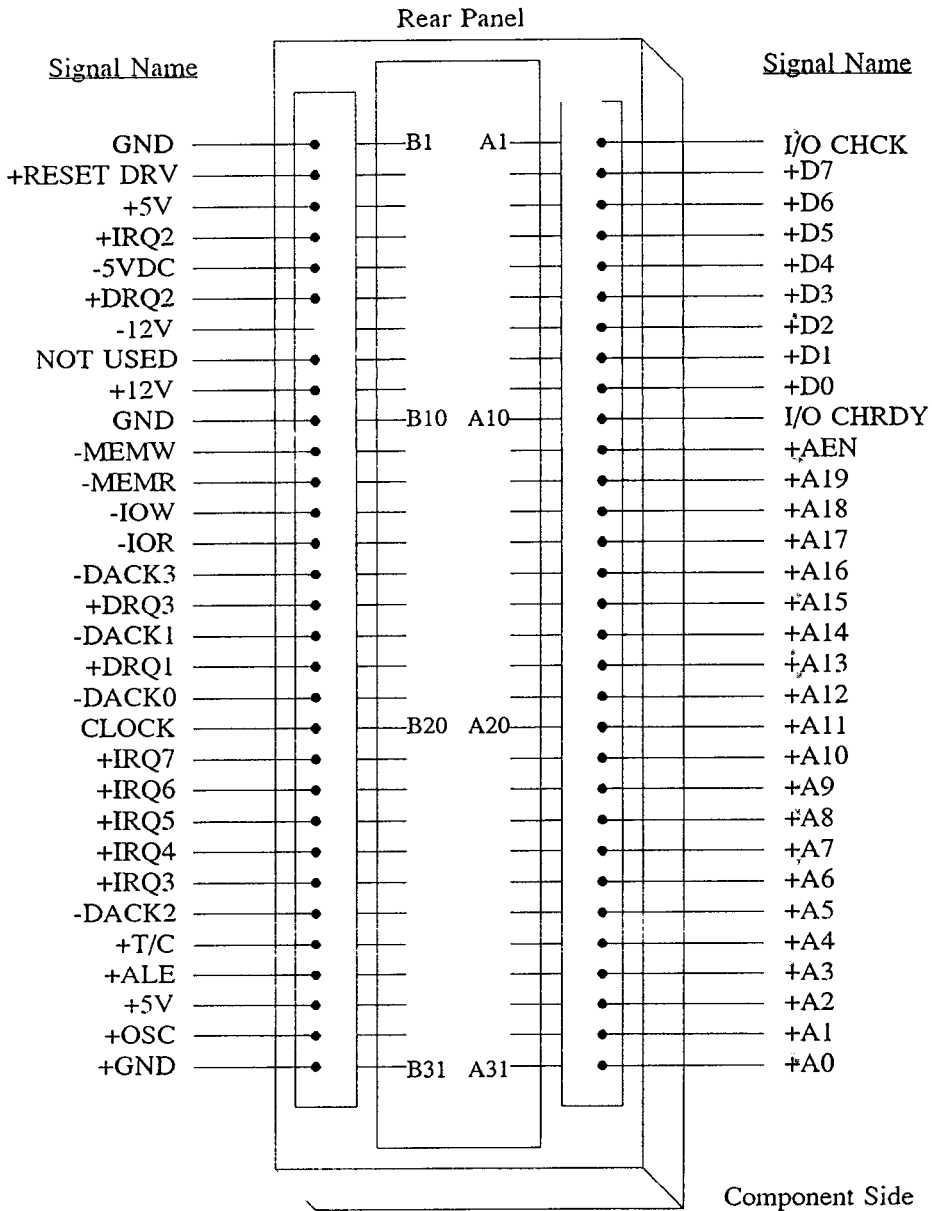 Rear Panel
Signal Name Signal Name
GND B1 A1 I/O CHCK
+RESET DRV +D7
+5V +D6
+IRQ2 +D5
-5VDC +D4
+DRQ2 +D3
-12V +D2
NOT USED +D1
+12V +D0
GND B10 A10 I/O CHRDY
-MEMW +AEN
-MEMR +A19
-IOW +A18
-IOR +A17
-DACK3 +A16
+DRQ3 +A15
-DACK1 +A14
+DRQ1 +A13
-DACK0 +A12
CLOCK B20 A20 +A11
+IRQ7 +A10
+IRQ6 +A9
+IRQ5 +A8
+IRQ4 +A7
+IRQ3 +A6
-DACK2 +A5
+T/C +A4
+ALE +A3
+5V +A2
+OSC +A1
+GND B31 A31 +A0
Component Side